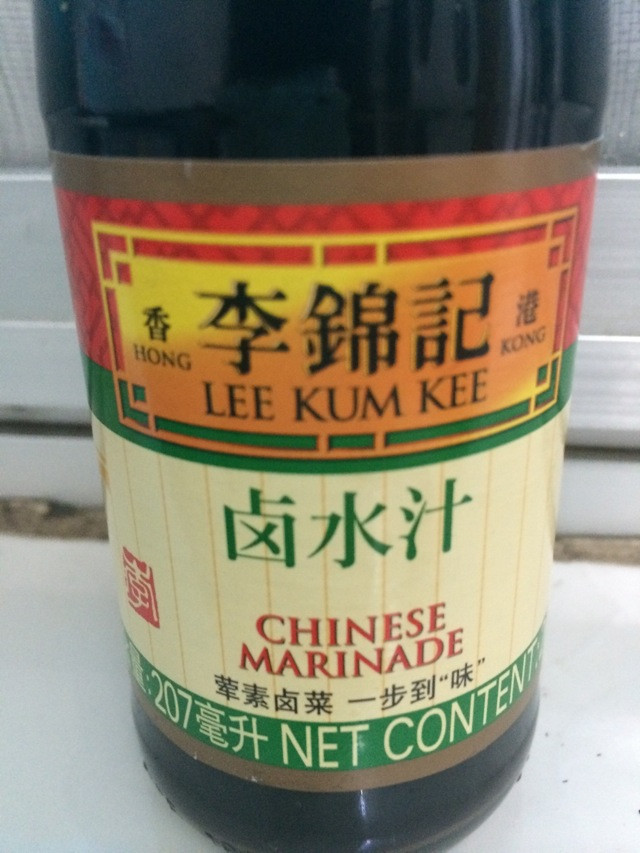 香 李錦記 港
HONG LEE KUM KEE KONG
卤水汁
CHINESE
MARINADE
荤素卤菜 一步到“味”
量:207毫升 NET CONTENT: